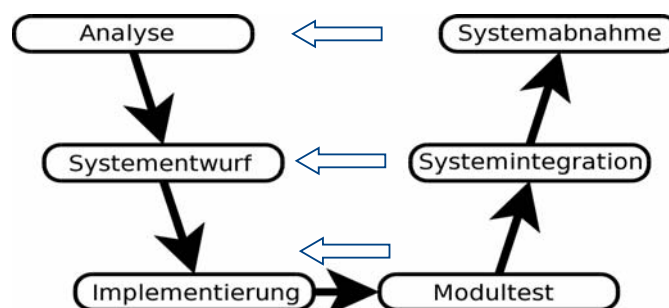 Analyse
Systemabnahme
Systementwurf
Systemintegration
Implementierung
Modultest